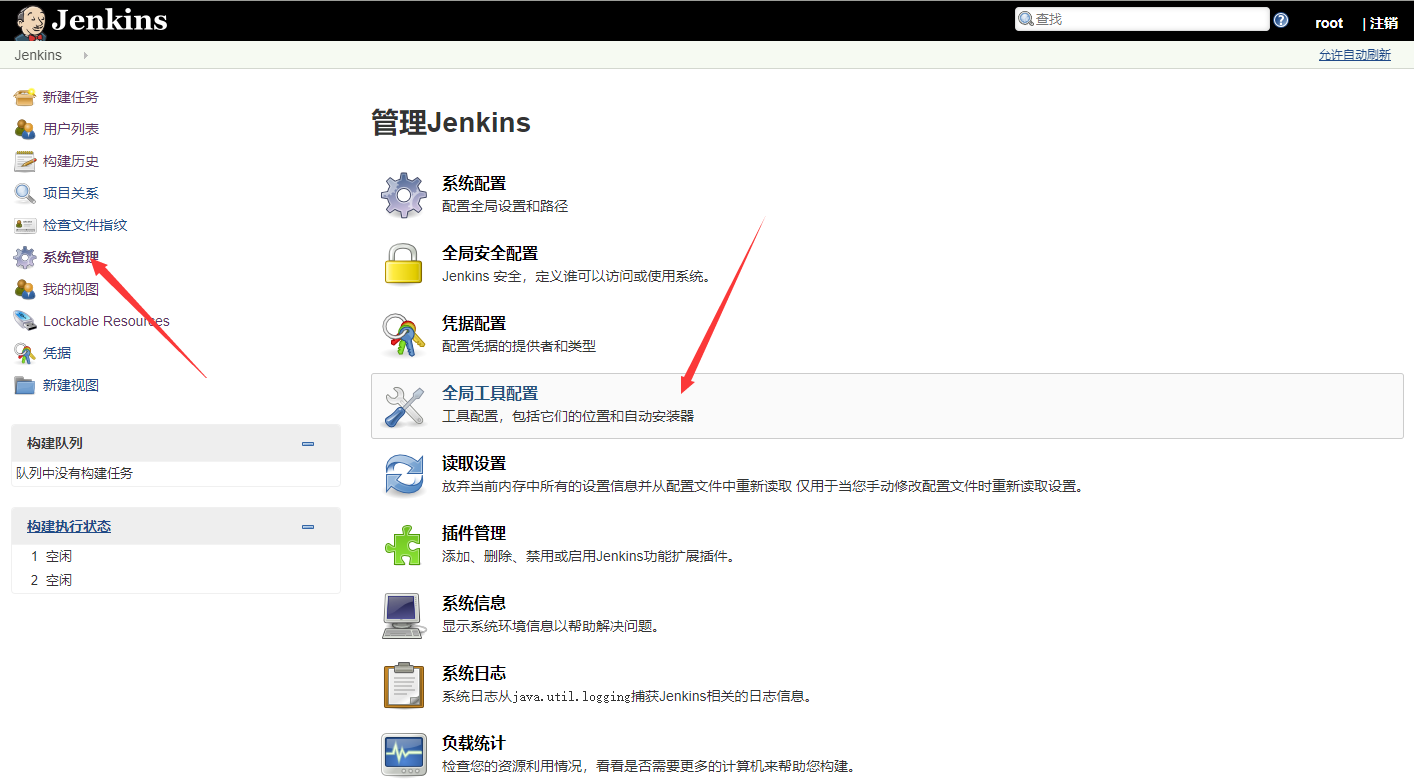 Jenkins
查找
root
| 注销
Jenkins
允许自动刷新
新建任务
用户列表
构建历史
项目关系
检查文件指纹
系统管理
我的视图
Lockable Resources
凭据
新建视图
构建队列
队列中没有构建任务
构建执行状态
1 空闲
2 空闲
管理Jenkins
系统配置
配置全局设置和路径
全局安全配置
Jenkins 安全，定义谁可以访问或使用系统。
凭据配置
配置凭据的提供者和类型
全局工具配置
工具配置，包括它们的位置和自动安装器
读取设置
放弃当前内存中所有的设置信息并从配置文件中重新读取 仅用于当您手动修改配置文件时重新读取设置。
插件管理
添加、删除、禁用或启用Jenkins功能扩展插件。
系统信息
显示系统环境信息以帮助解决问题。
系统日志
系统日志从java.util.logging捕获Jenkins相关的日志信息。
负载统计
检查您的资源利用情况，看看是否需要更多的计算机来帮助您构建。